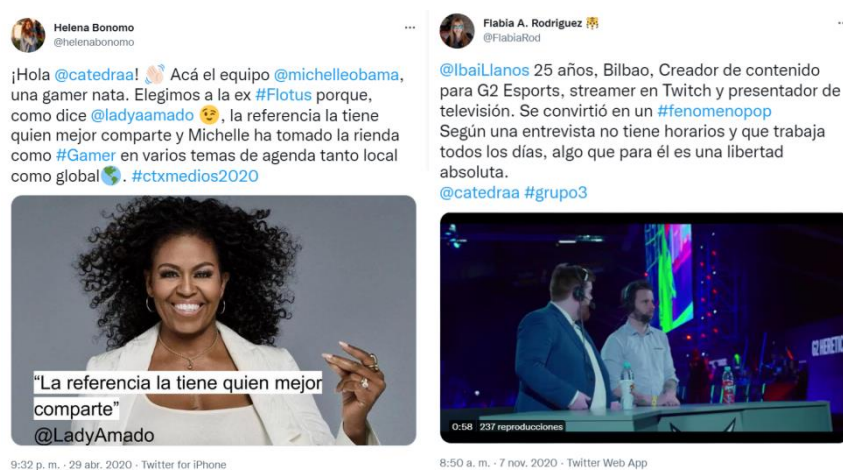 Helena Bonomo
@helenabonomo
¡Hola @catedraa! 👋🏻 Acá el equipo @michelleobama,
una gamer nata. Elegimos a la ex #Flotus porque,
como dice @ladyaamado 😉, la referencia la tiene
quien mejor comparte y Michelle ha tomado la rienda
como #Gamer en varios temas de agenda tanto local
como global🌎. #ctxmedios2020
“La referencia la tiene quien mejor
comparte”
@LadyAmado
9:32 p. m. · 29 abr. 2020 · Twitter for iPhone
Flabia A. Rodriguez 🐯
@FlabiaRod
@IbaiLlanos 25 años, Bilbao, Creador de contenido
para G2 Esports, streamer en Twitch y presentador de
televisión. Se convirtió en un #fenomenopop
Según una entrevista no tiene horarios y que trabaja
todos los días, algo que para él es una libertad
absoluta.
@catedraa #grupo3
G2 HERETIC
0:58 237 reproducciones
8:50 a. m. · 7 nov. 2020 · Twitter Web App